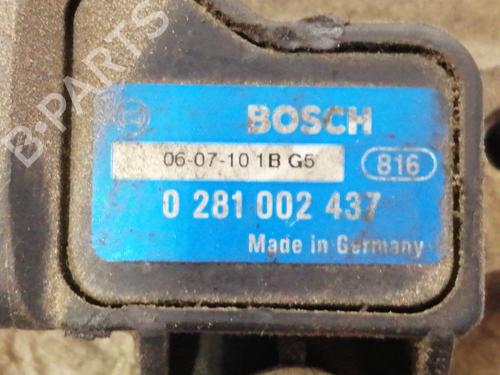 BOSCH
06-07-10 1B G5
816
0 281 002 437
Made in Germany
B-PARTS